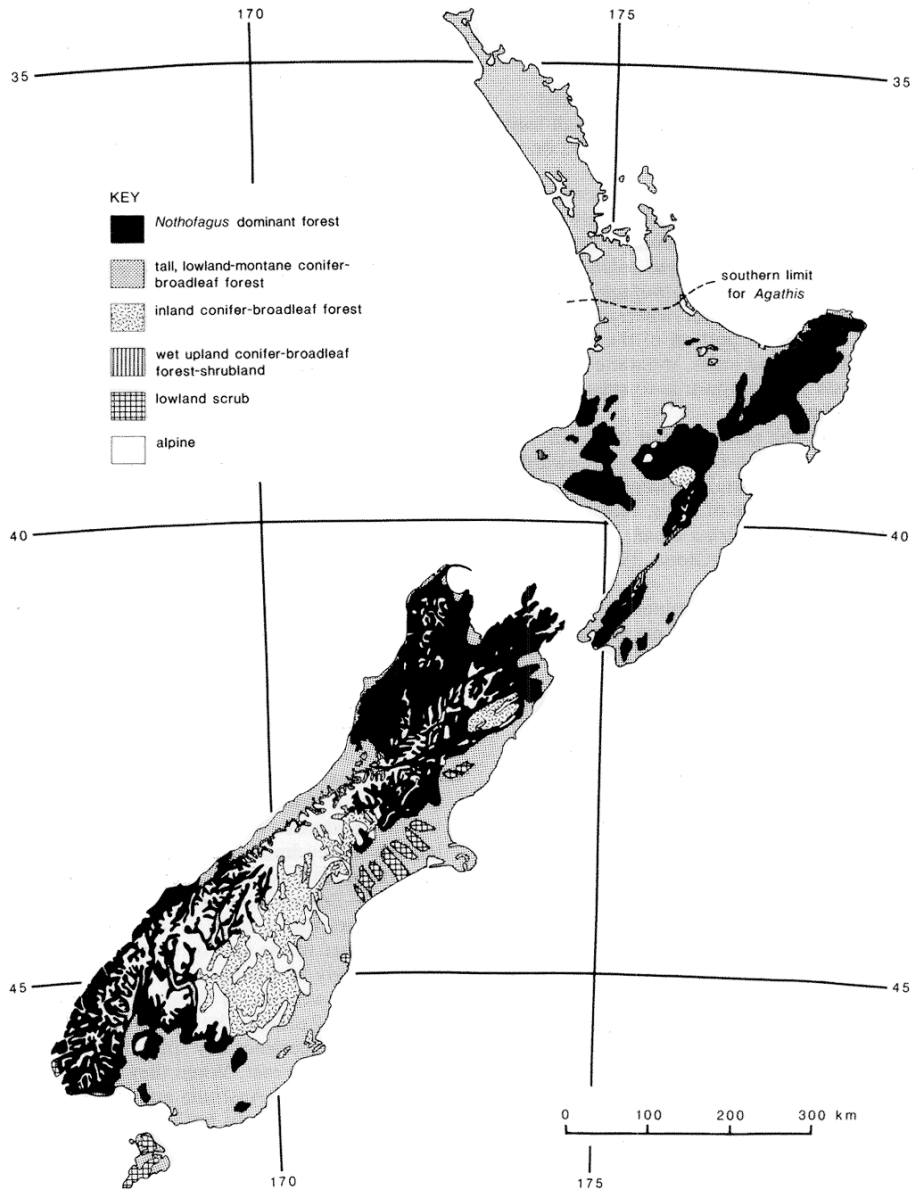 170
175
35
35
KEY
Nothofagus dominant forest
tall, lowland-montane conifer-
broadleaf forest
inland conifer-broadleaf forest
wet upland conifer-broadleaf
forest-shrubland
lowland scrub
alpine
southern limit
for Agathis
40
40
45
45
0 100 200 300 km
170
175